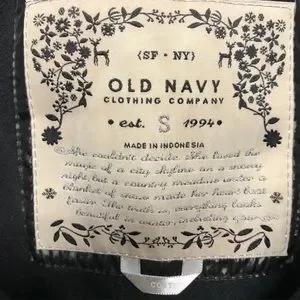 {SF · NY}
OLD NAVY
CLOTHING COMPANY
• est. S 1994 •
MADE IN INDONESIA
She couldn't decide. She loved the
magic of a city skyline on a snowy
night but a country meadow under a
blanket of snow made her heart beat
faster. The truth is, everything looks
beautiful in winter, including you.